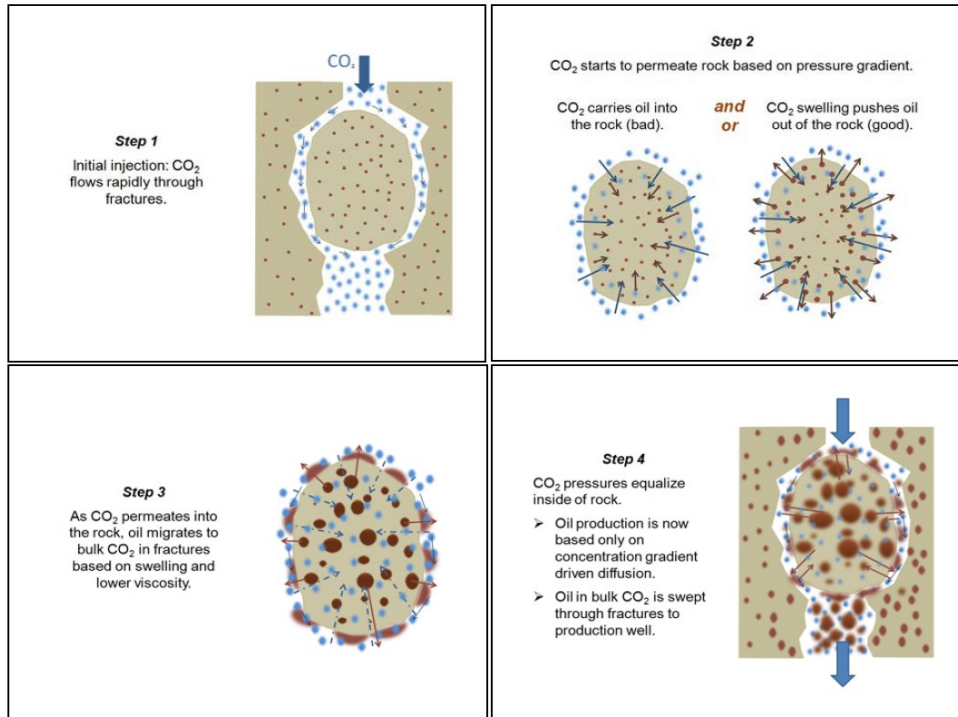 Step 1
Initial injection: CO₂
flows rapidly through
fractures.
CO₂
Step 2
CO₂ starts to permeate rock based on pressure gradient.
CO₂ carries oil into
the rock (bad).
and
or
CO₂ swelling pushes oil
out of the rock (good).
Step 3
As CO₂ permeates into
the rock, oil migrates to
bulk CO₂ in fractures
based on swelling and
lower viscosity.
Step 4
CO₂ pressures equalize
inside of rock.
➢ Oil production is now
based only on
concentration gradient
driven diffusion.
➢ Oil in bulk CO₂ is swept
through fractures to
production well.